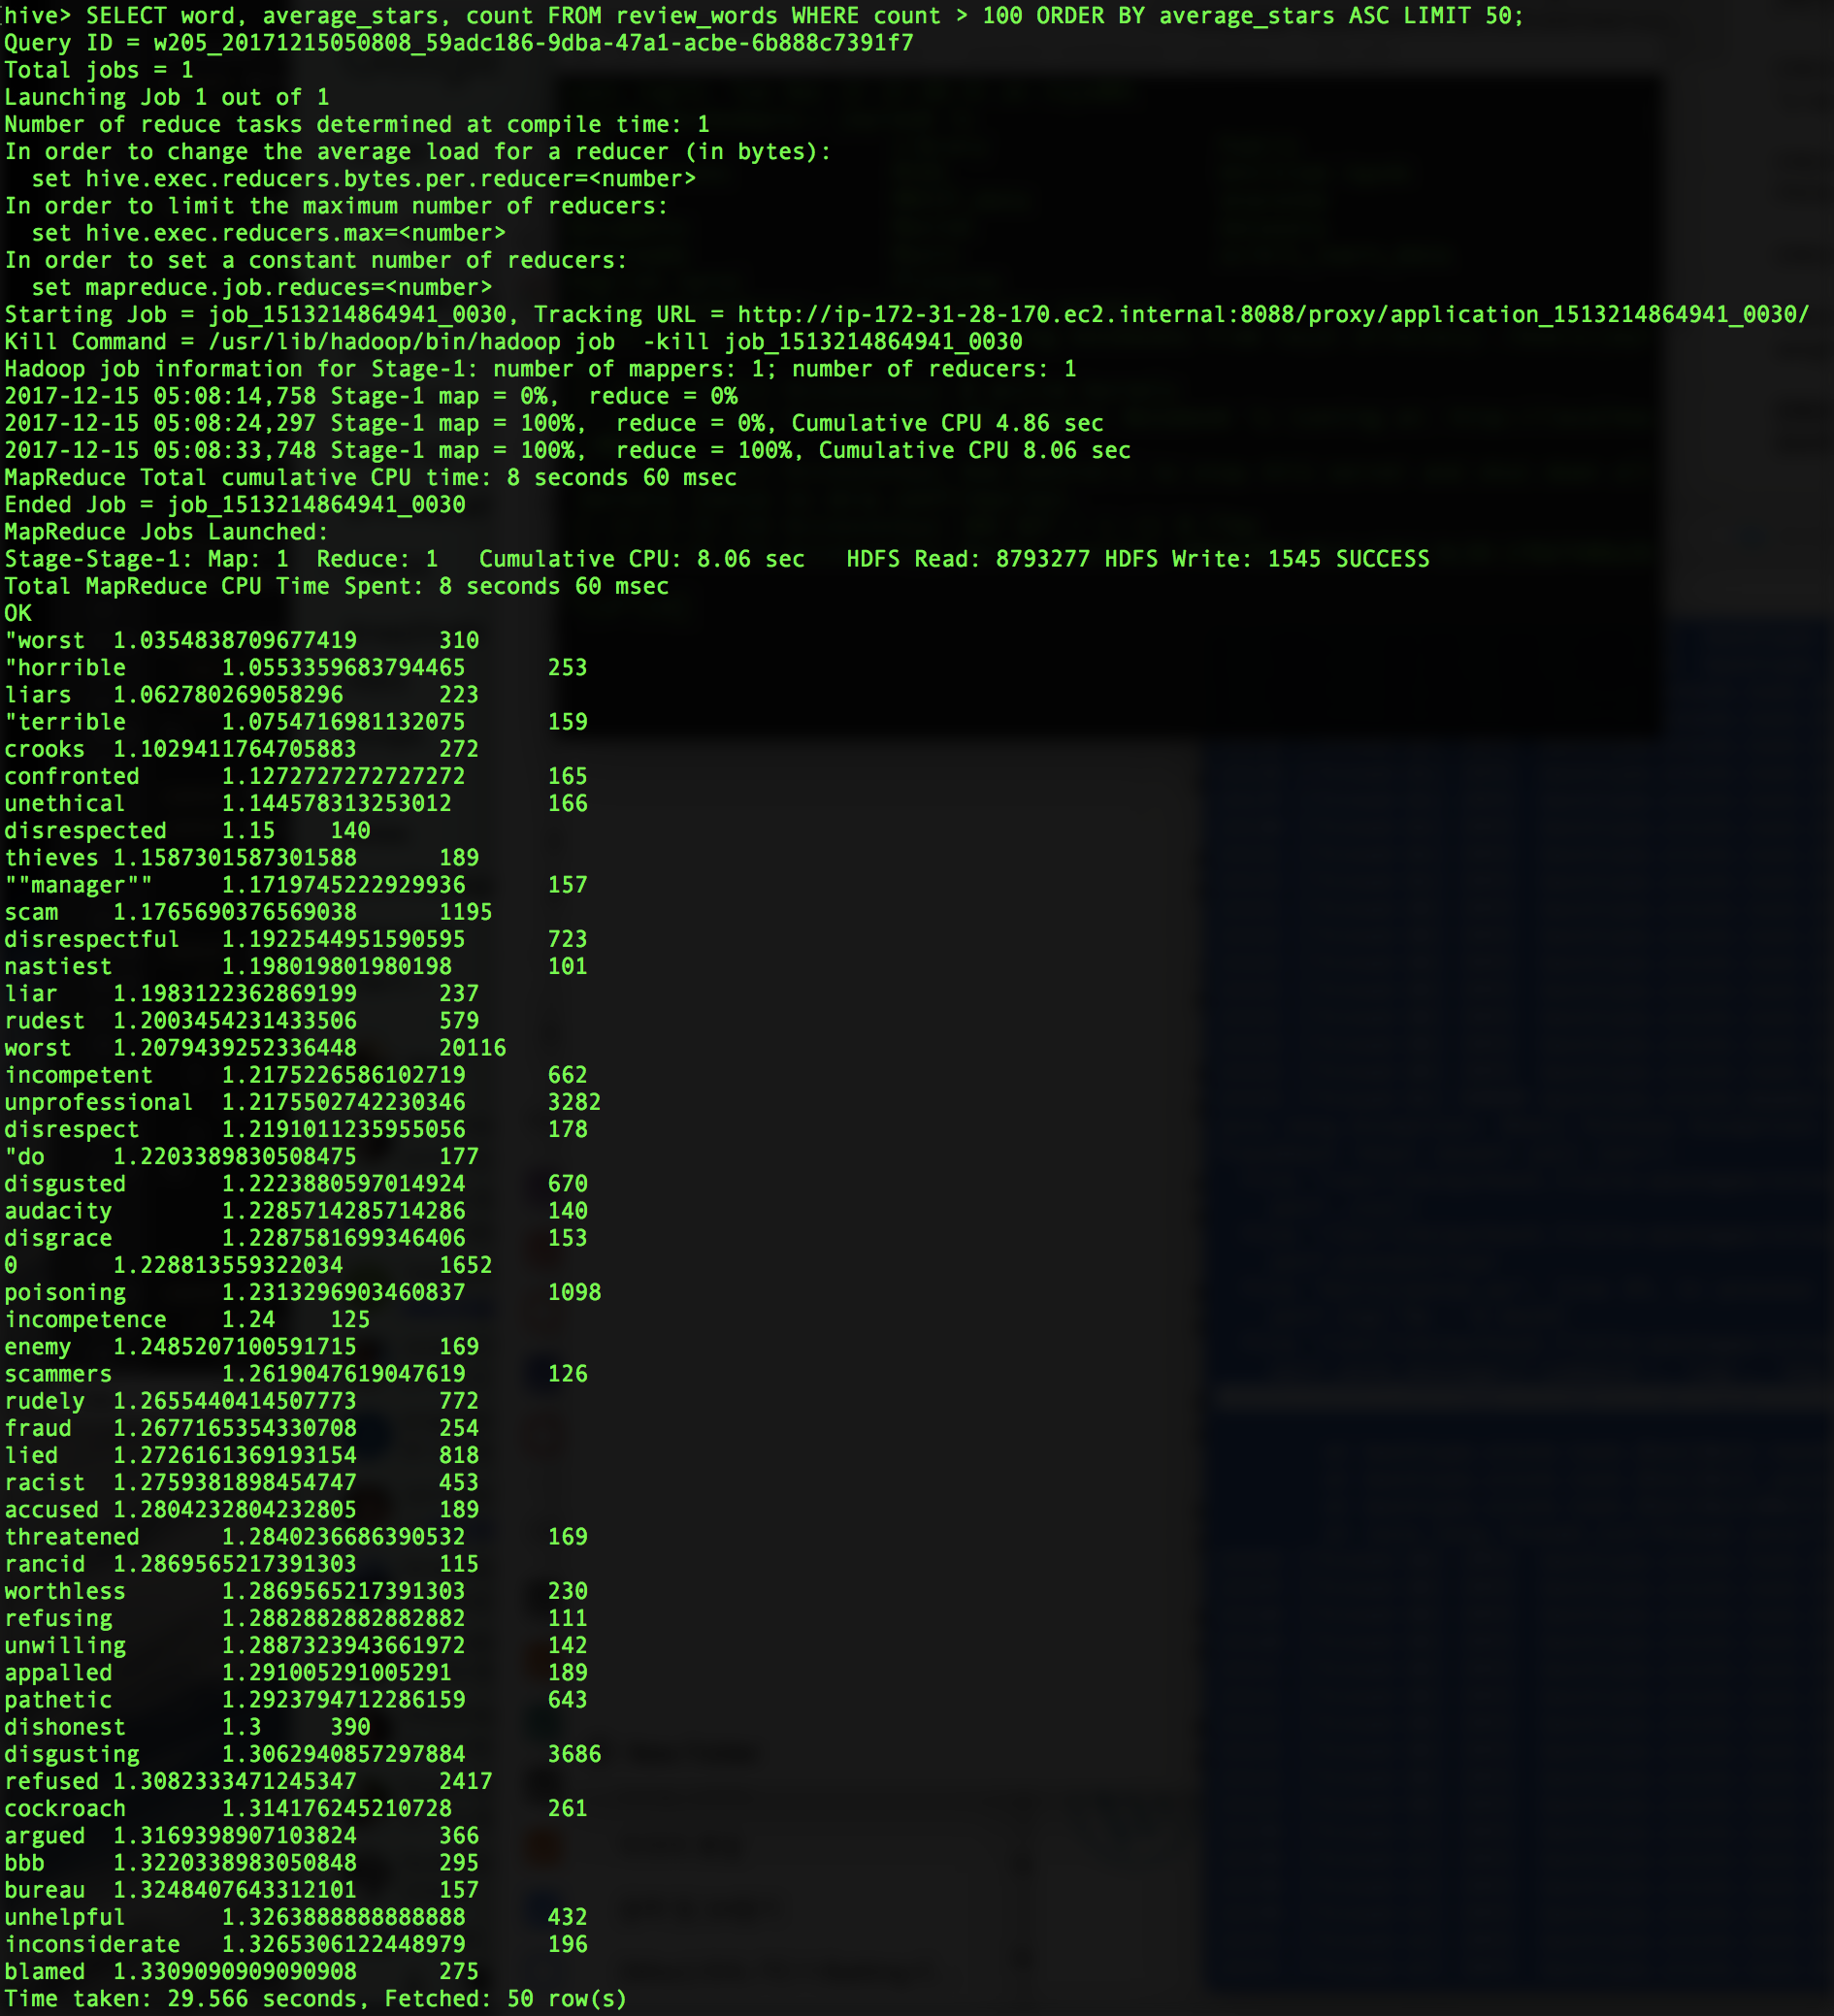 hive> SELECT word, average_stars, count FROM review_words WHERE count > 100 ORDER BY average_stars ASC LIMIT 50;
Query ID = w205_20171215050808_59adc186-9dba-47a1-acbe-6b888c7391f7
Total jobs = 1
Launching Job 1 out of 1
Number of reduce tasks determined at compile time: 1
In order to change the average load for a reducer (in bytes):
  set hive.exec.reducers.bytes.per.reducer=<number>
In order to limit the maximum number of reducers:
  set hive.exec.reducers.max=<number>
In order to set a constant number of reducers:
  set mapreduce.job.reduces=<number>
Starting Job = job_1513214864941_0030, Tracking URL = http://ip-172-31-28-170.ec2.internal:8088/proxy/application_1513214864941_0030/
Kill Command = /usr/lib/hadoop/bin/hadoop job  -kill job_1513214864941_0030
Hadoop job information for Stage-1: number of mappers: 1; number of reducers: 1
2017-12-15 05:08:14,758 Stage-1 map = 0%,  reduce = 0%
2017-12-15 05:08:24,297 Stage-1 map = 100%,  reduce = 0%, Cumulative CPU 4.86 sec
2017-12-15 05:08:33,748 Stage-1 map = 100%,  reduce = 100%, Cumulative CPU 8.06 sec
MapReduce Total cumulative CPU time: 8 seconds 60 msec
Ended Job = job_1513214864941_0030
MapReduce Jobs Launched:
Stage-Stage-1: Map: 1  Reduce: 1   Cumulative CPU: 8.06 sec   HDFS Read: 8793277 HDFS Write: 1545 SUCCESS
Total MapReduce CPU Time Spent: 8 seconds 60 msec
OK
"worst	1.0354838709677419	310
"horrible	1.0553359683794465	253
liars	1.062780269058296	223
"terrible	1.0754716981132075	159
crooks	1.1029411764705883	272
confronted	1.1272727272727272	165
unethical	1.144578313253012	166
disrespected	1.15	140
thieves	1.1587301587301588	189
""manager""	1.1719745222929936	157
scam	1.1765690376569038	1195
disrespectful	1.1922544951590595	723
nastiest	1.198019801980198	101
liar	1.1983122362869199	237
rudest	1.2003454231433506	579
worst	1.2079439252336448	20116
incompetent	1.2175226586102719	662
unprofessional	1.2175502742230346	3282
disrespect	1.2191011235955056	178
"do	1.2203389830508475	177
disgusted	1.2223880597014924	670
audacity	1.2285714285714286	140
disgrace	1.2287581699346406	153
0	1.228813559322034	1652
poisoning	1.2313296903460837	1098
incompetence	1.24	125
enemy	1.2485207100591715	169
scammers	1.2619047619047619	126
rudely	1.2655440414507773	772
fraud	1.2677165354330708	254
lied	1.2726161369193154	818
racist	1.2759381898454747	453
accused	1.2804232804232805	189
threatened	1.2840236686390532	169
rancid	1.2869565217391303	115
worthless	1.2869565217391303	230
refusing	1.2882882882882882	111
unwilling	1.2887323943661972	142
appalled	1.291005291005291	189
pathetic	1.2923794712286159	643
dishonest	1.3	390
disgusting	1.3062940857297884	3686
refused	1.3082333471245347	2417
cockroach	1.314176245210728	261
argued	1.3169398907103824	366
bbb	1.3220338983050848	295
bureau	1.3248407643312101	157
unhelpful	1.3263888888888888	432
inconsiderate	1.3265306122448979	196
blamed	1.3309090909090908	275
Time taken: 29.566 seconds, Fetched: 50 row(s)